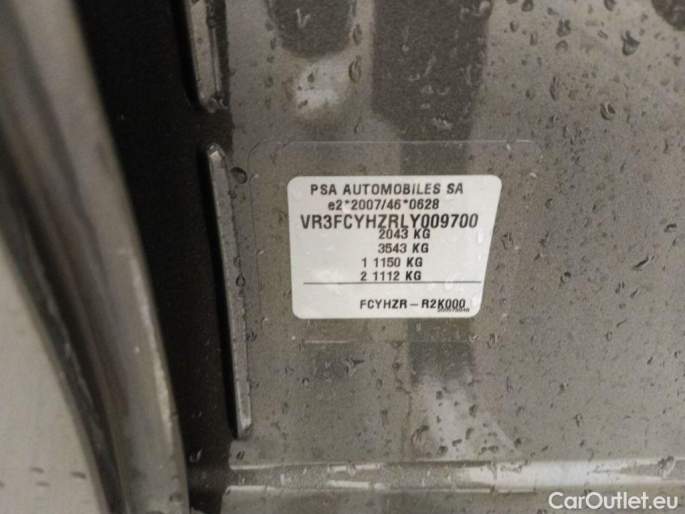 PSA AUTOMOBILES SA
e2*2007/46*0628
VR3FCYHZRLY009700
2043 KG
3543 KG
1 1150 KG
2 1112 KG
FCYHZR-R2K000
CarOutlet.eu